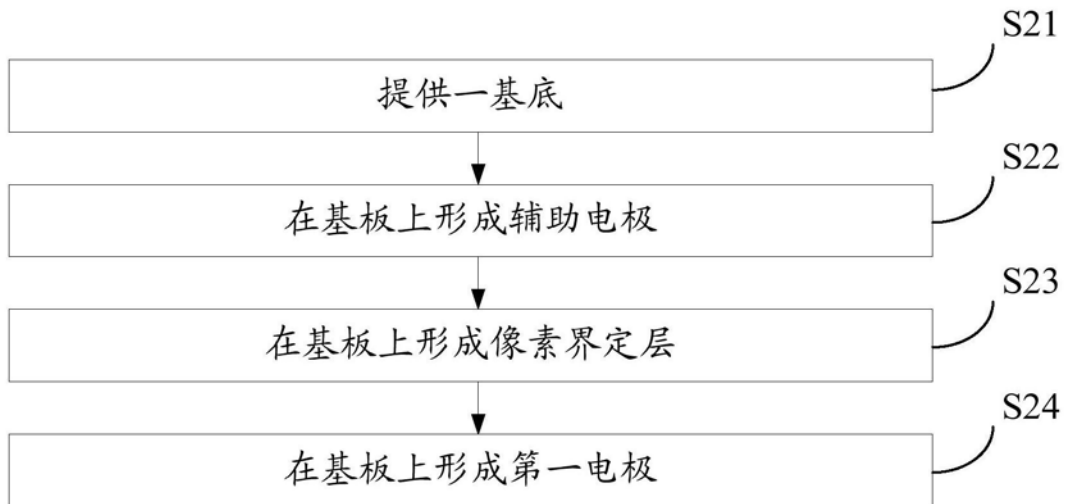 S21
提供一基底
S22
在基板上形成辅助电极
S23
在基板上形成像素界定层
S24
在基板上形成第一电极